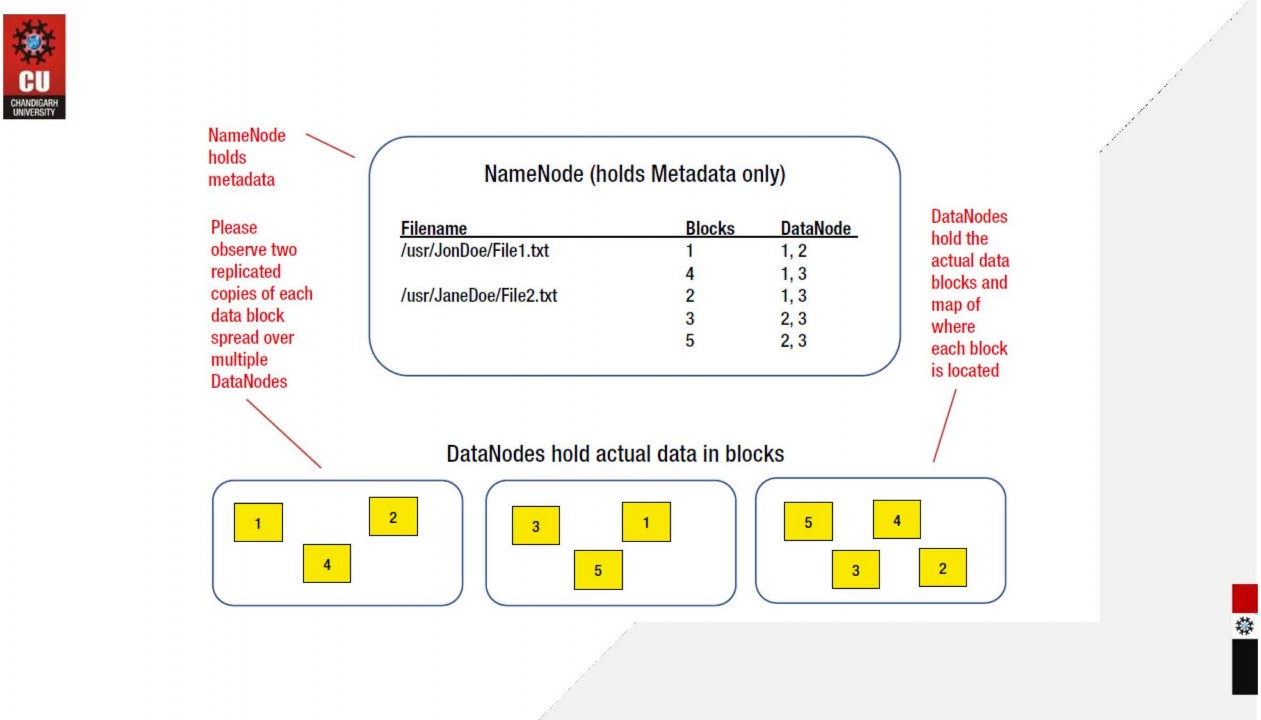 CU
CHANDIGARH
UNIVERSITY
NameNode
holds
metadata
Please
observe two
replicated
copies of each
data block
spread over
multiple
DataNodes
NameNode (holds Metadata only)
Filename Blocks DataNode
/usr/JonDoe/File1.txt 1 1, 2
4 1, 3
/usr/JaneDoe/File2.txt 2 1, 3
3 2, 3
5 2, 3
DataNodes
hold the
actual data
blocks and
map of
where
each block
is located
DataNodes hold actual data in blocks
1 2
4
3 1
5
5 4
3 2